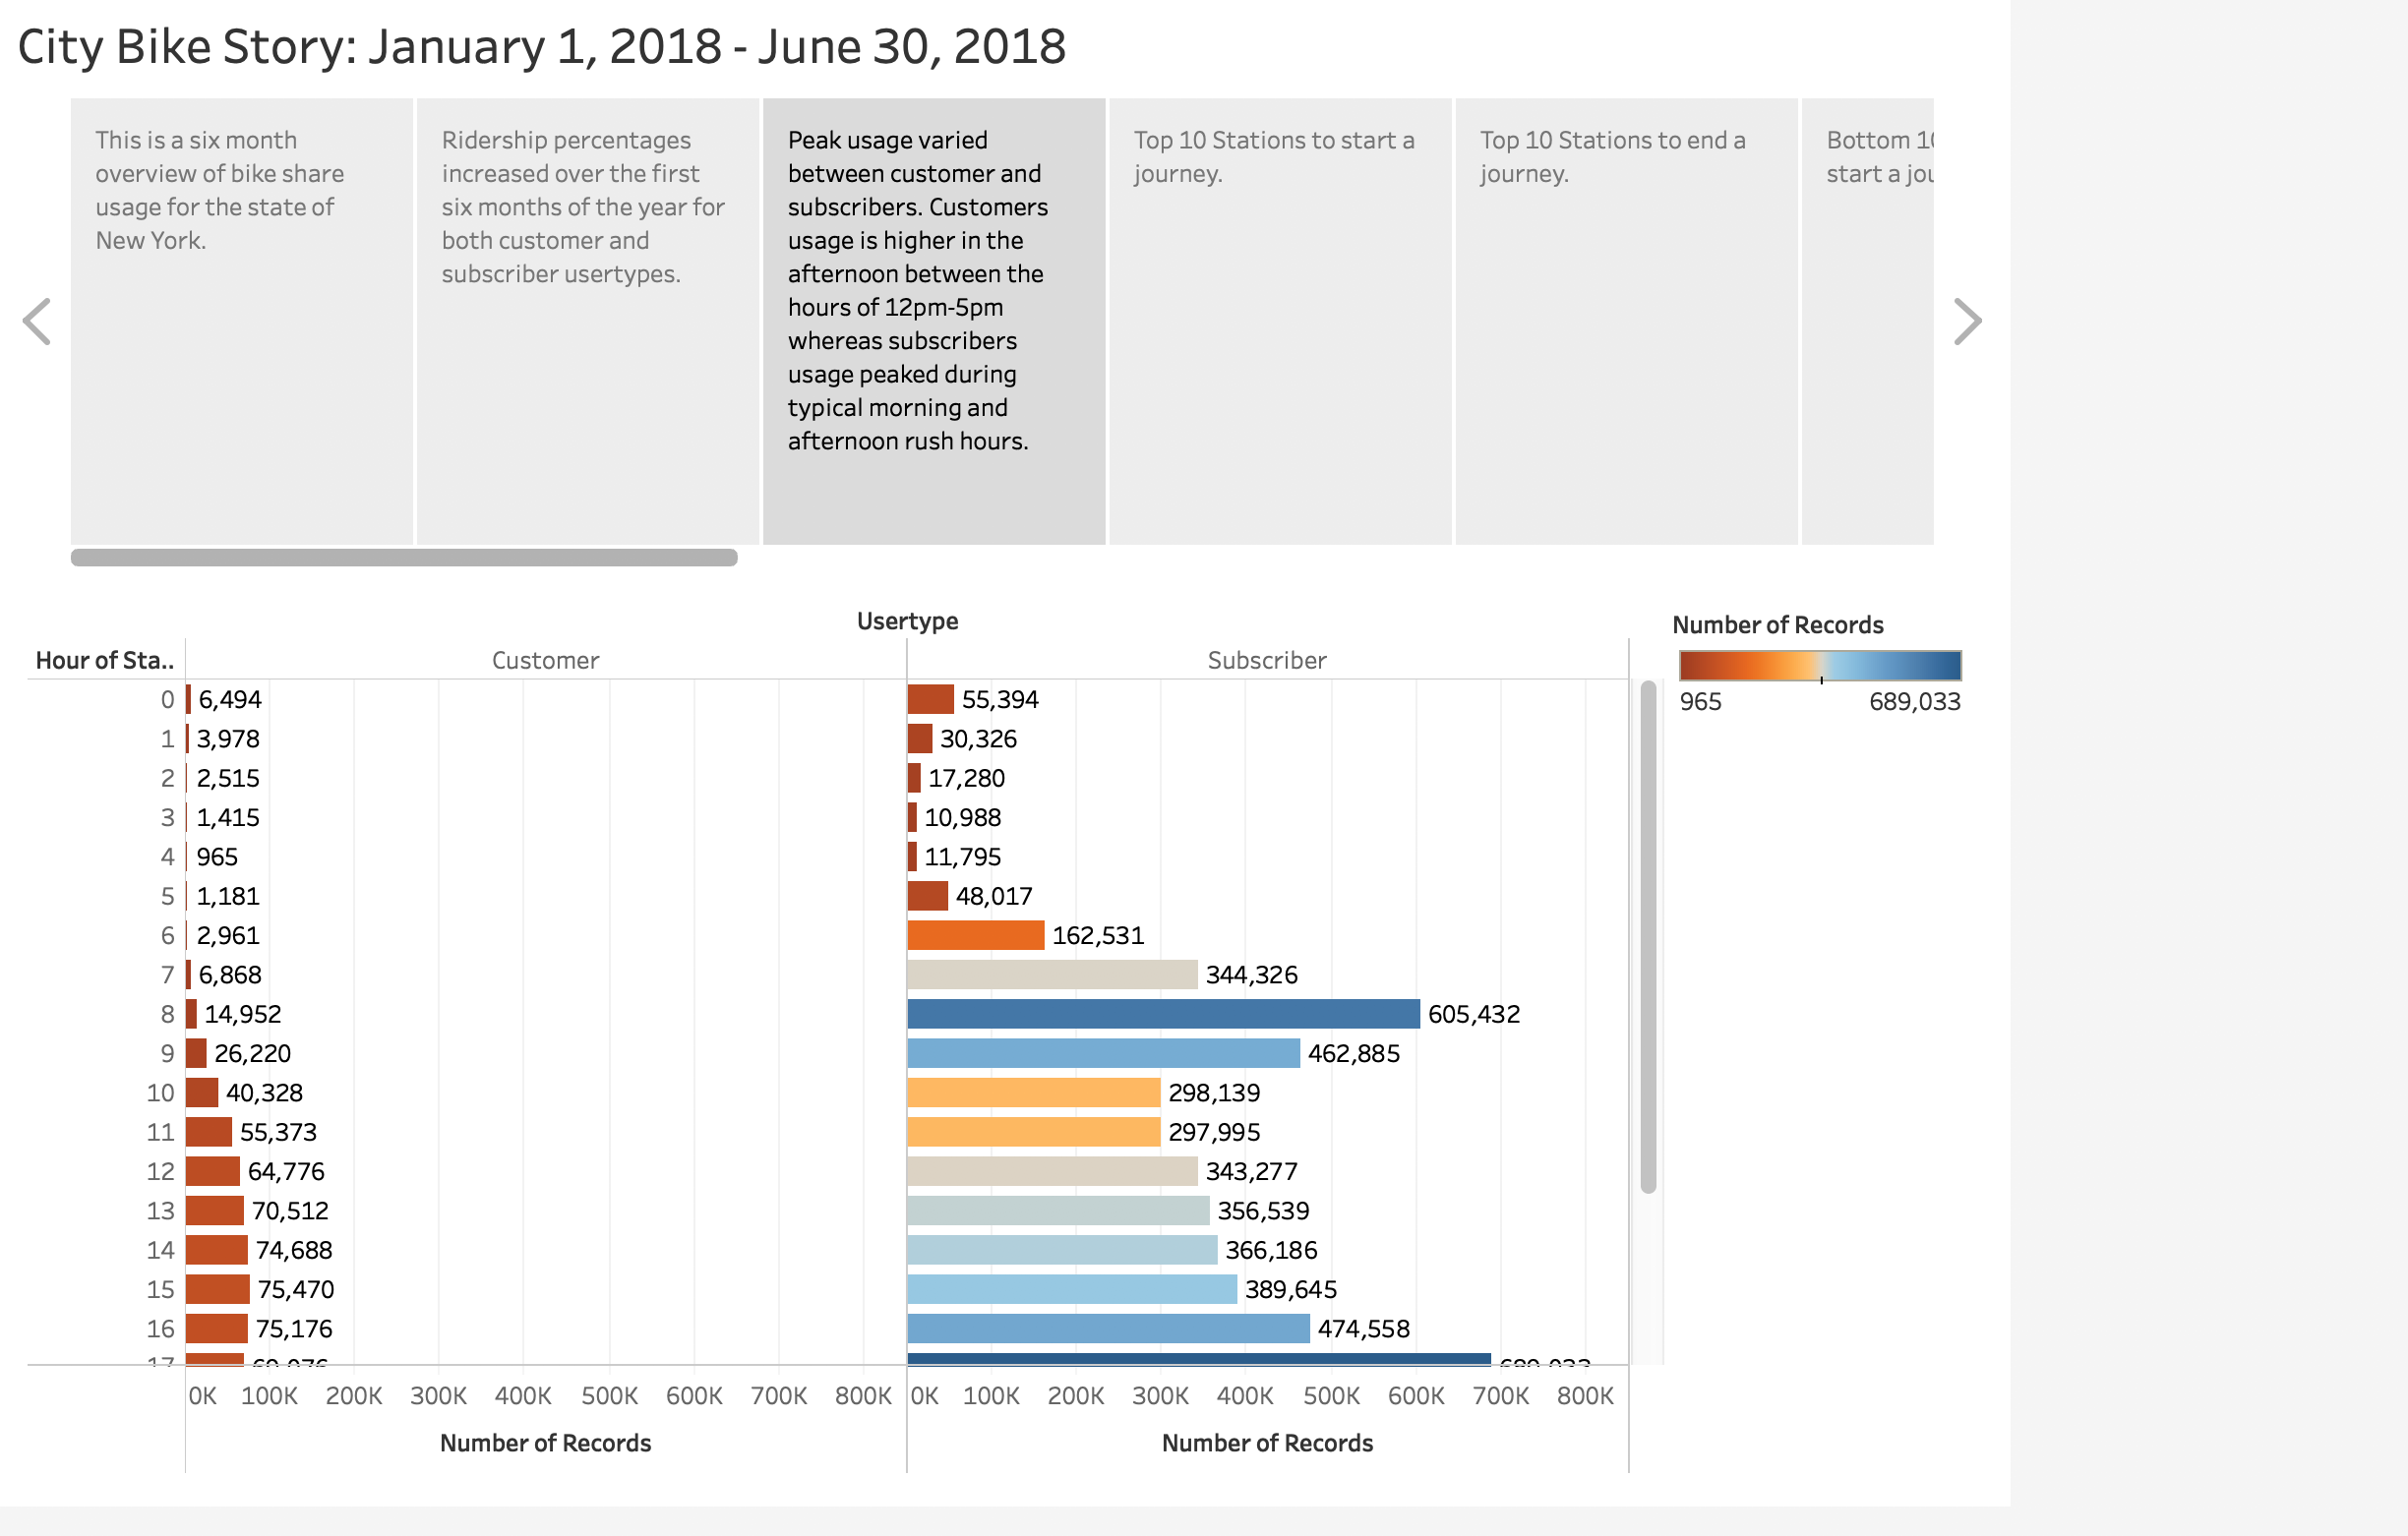 City Bike Story: January 1, 2018 - June 30, 2018
This is a six month
overview of bike share
usage for the state of
New York.
Ridership percentages
increased over the first
six months of the year for
both customer and
subscriber usertypes.
Peak usage varied
between customer and
subscribers. Customers
usage is higher in the
afternoon between the
hours of 12pm-5pm
whereas subscribers
usage peaked during
typical morning and
afternoon rush hours.
Top 10 Stations to start a
journey.
Top 10 Stations to end a
journey.
Bottom 10
start a jou
Usertype
Hour of Sta.. Customer Subscriber
0 6,494 55,394
1 3,978 30,326
2 2,515 17,280
3 1,415 10,988
4 965 11,795
5 1,181 48,017
6 2,961 162,531
7 6,868 344,326
8 14,952 605,432
9 26,220 462,885
10 40,328 298,139
11 55,373 297,995
12 64,776 343,277
13 70,512 356,539
14 74,688 366,186
15 75,470 389,645
16 75,176 474,558
17 689,033
0K 100K 200K 300K 400K 500K 600K 700K 800K 0K 100K 200K 300K 400K 500K 600K 700K 800K
Number of Records Number of Records
Number of Records
965 689,033